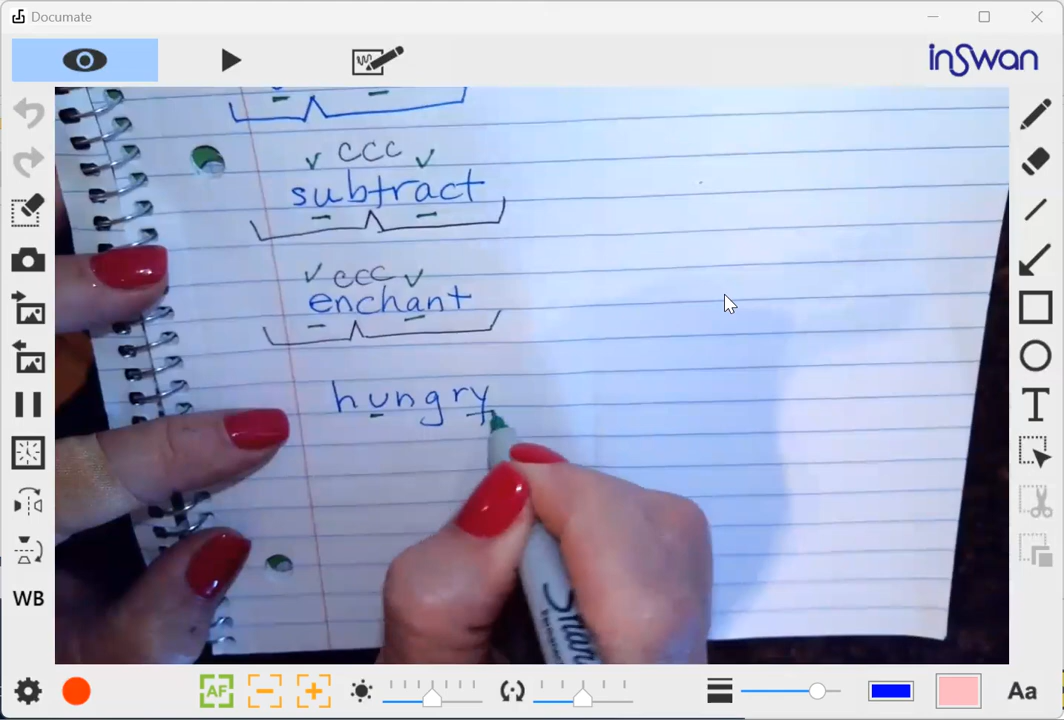 Documate
inSwan
✓ CCC ✓
subtract
✓ CCC ✓
enchant
hungry
WB
AF
Aa